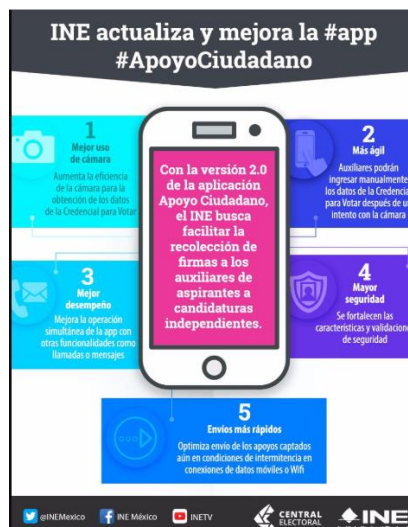 INE actualiza y mejora la #app
#ApoyoCiudadano
1
Mejor uso
de cámara
Aumenta la eficiencia
de la cámara para la
obtención de los datos
de la Credencial para Votar
2
Más ágil
Auxiliares podrán
ingresar manualmente
los datos de la Credencial
para Votar después de un
intento con la cámara
Con la versión 2.0
de la aplicación
Apoyo Ciudadano,
el INE busca
facilitar la
recolección de
firmas a los
auxiliares de
aspirantes a
candidaturas
independientes.
3
Mejor
desempeño
Mejora la operación
simultánea de la app con
otras funcionalidades como
llamadas o mensajes
4
Mayor
seguridad
Se fortalecen las
características y validaciones
de seguridad
5
Envíos más rápidos
Optimiza envío de los apoyos captados
aún en condiciones de intermitencia en
conexiones de datos móviles o Wifi
@INEMexico
INE México
INETV
CENTRAL
ELECTORAL
INE